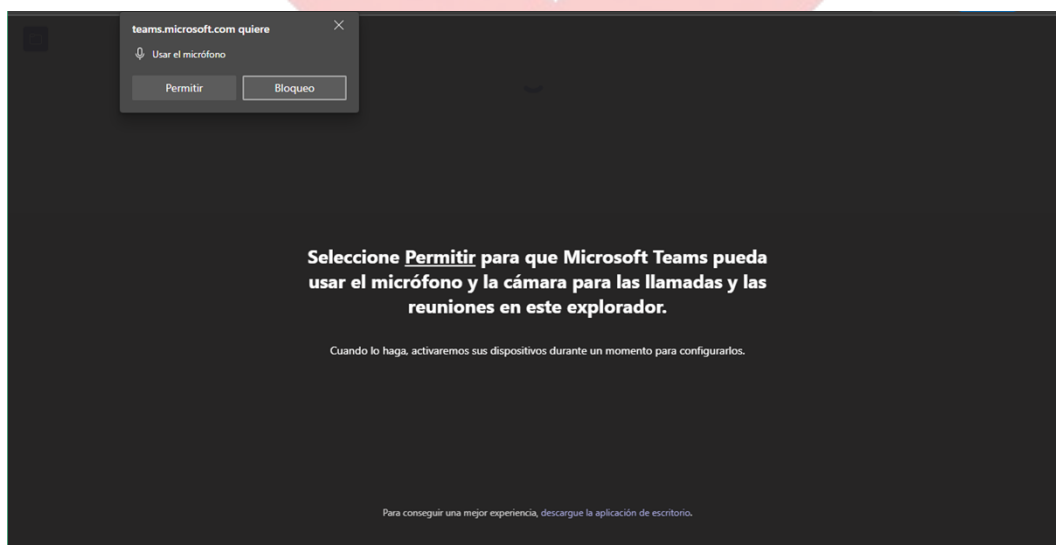 teams.microsoft.com quiere
Usar el micrófono
Permitir
Bloqueo
Seleccione Permitir para que Microsoft Teams pueda
usar el micrófono y la cámara para las llamadas y las
reuniones en este explorador.
Cuando lo haga, activaremos sus dispositivos durante un momento para configurarlos.
Para conseguir una mejor experiencia, descargue la aplicación de escritorio.